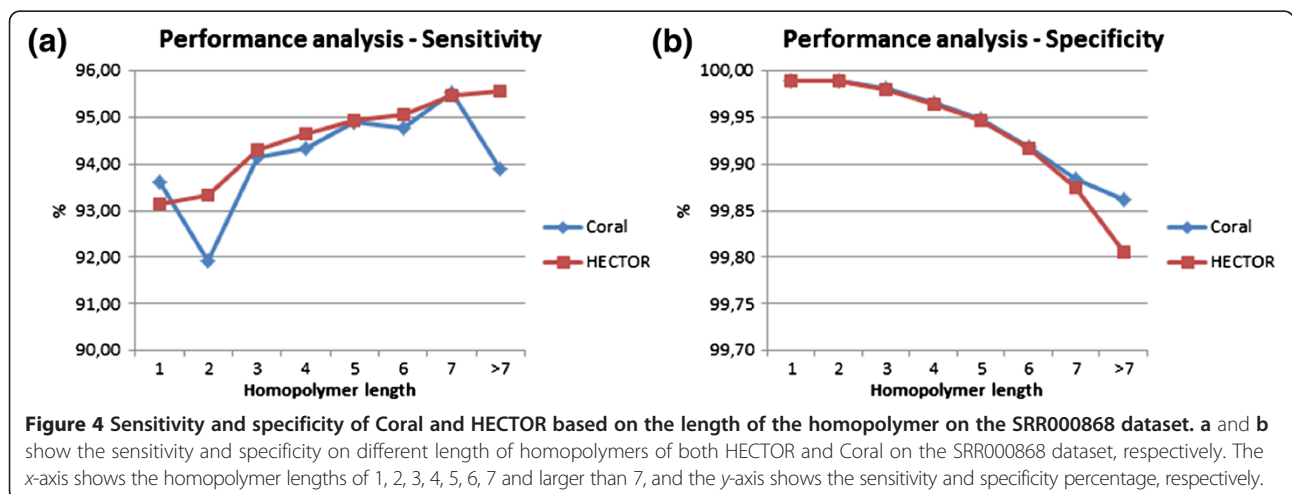 (a) Performance analysis - Sensitivity
96,00
95,00
94,00
93,00
92,00
91,00
90,00
%
1 2 3 4 5 6 7 >7
Homopolymer length
Coral
HECTOR
(b) Performance analysis - Specificity
100,00
99,95
99,90
99,85
99,80
99,75
99,70
%
1 2 3 4 5 6 7 >7
Homopolymer length
Coral
HECTOR
Figure 4 Sensitivity and specificity of Coral and HECTOR based on the length of the homopolymer on the SRR000868 dataset. a and b
show the sensitivity and specificity on different length of homopolymers of both HECTOR and Coral on the SRR000868 dataset, respectively. The
x-axis shows the homopolymer lengths of 1, 2, 3, 4, 5, 6, 7 and larger than 7, and the y-axis shows the sensitivity and specificity percentage, respectively.